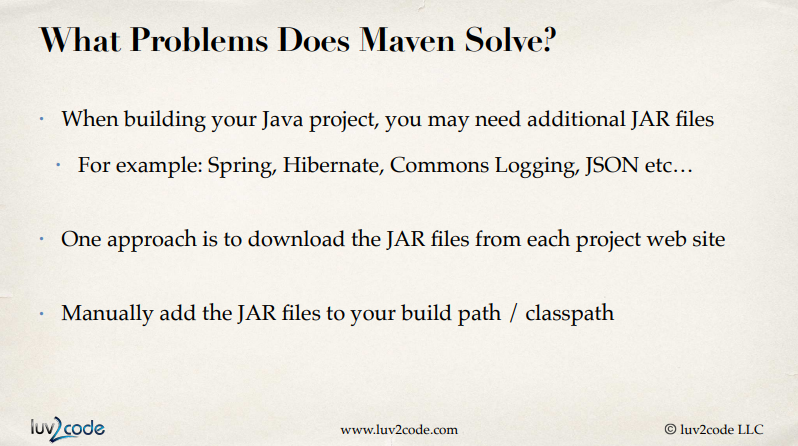 What Problems Does Maven Solve?
• When building your Java project, you may need additional JAR files
• For example: Spring, Hibernate, Commons Logging, JSON etc…
• One approach is to download the JAR files from each project web site
• Manually add the JAR files to your build path / classpath
luv2code
www.luv2code.com
© luv2code LLC